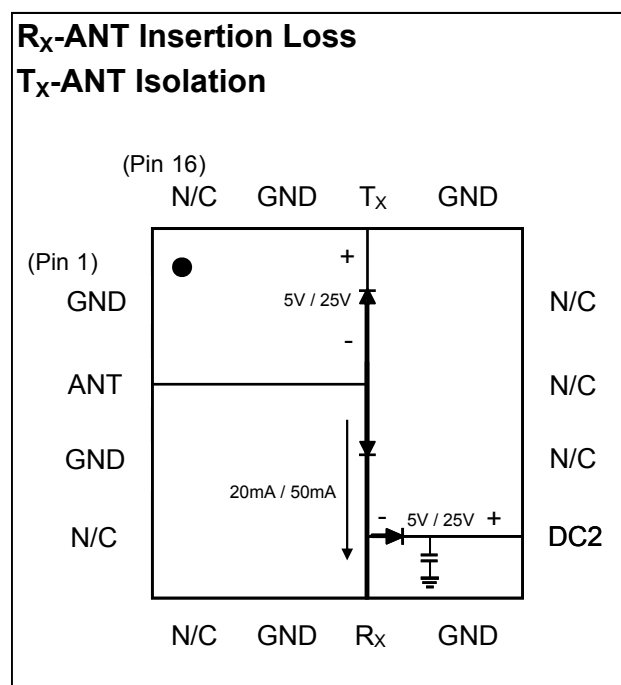 Rx-ANT Insertion Loss
Tx-ANT Isolation
(Pin 16)
N/C GND Tx GND
(Pin 1)
+
GND 5V / 25V N/C
-
ANT N/C
GND N/C
20mA / 50mA
- 5V / 25V +
N/C DC2
N/C GND Rx GND